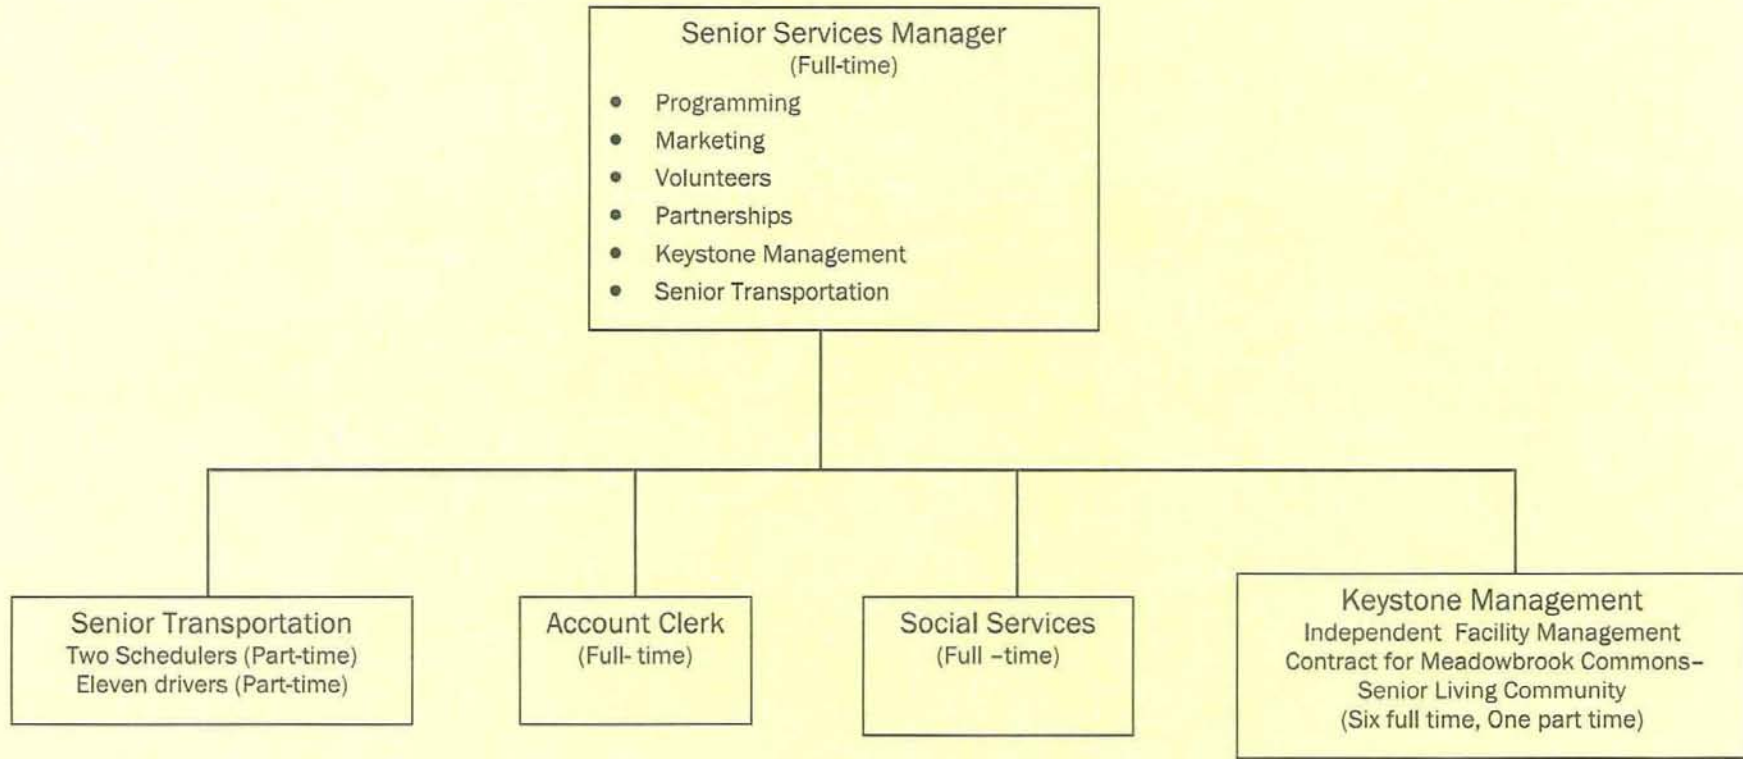 Senior Services Manager
(Full-time)
• Programming
• Marketing
• Volunteers
• Partnerships
• Keystone Management
• Senior Transportation
Senior Transportation
Two Schedulers (Part-time)
Eleven drivers (Part-time)
Account Clerk
(Full- time)
Social Services
(Full –time)
Keystone Management
Independent Facility Management
Contract for Meadowbrook Commons–
Senior Living Community
(Six full time, One part time)